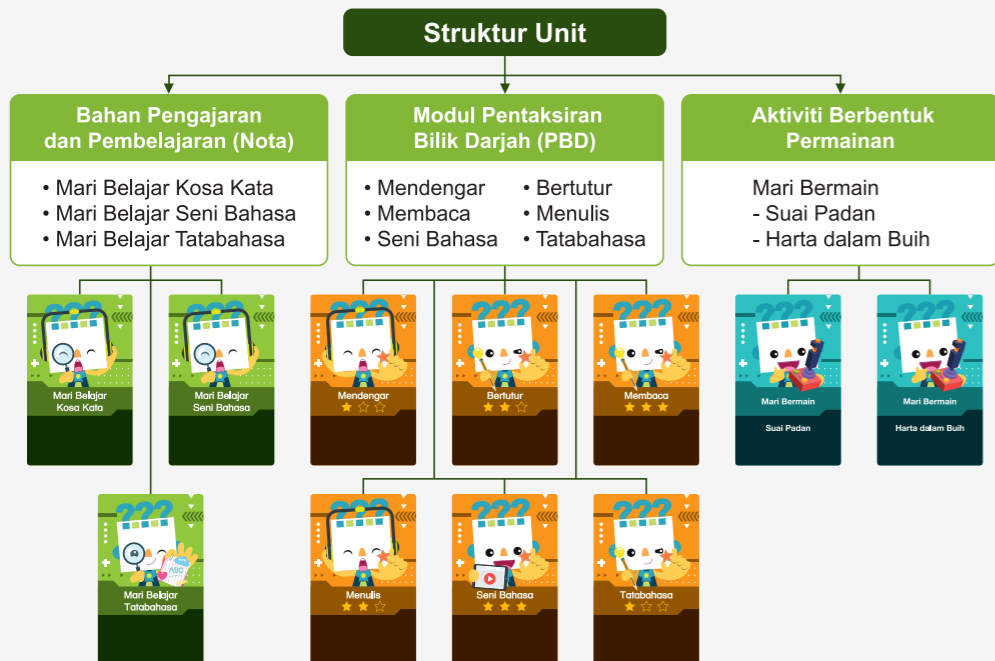 Struktur Unit
Bahan Pengajaran
dan Pembelajaran (Nota)
• Mari Belajar Kosa Kata
• Mari Belajar Seni Bahasa
• Mari Belajar Tatabahasa
Modul Pentaksiran
Bilik Darjah (PBD)
• Mendengar
• Membaca
• Seni Bahasa
• Bertutur
• Menulis
• Tatabahasa
Aktiviti Berbentuk
Permainan
Mari Bermain
- Suai Padan
- Harta dalam Buih
???
Mari Belajar
Kosa Kata
???
Mari Belajar
Seni Bahasa
???
Mendengar
???
Bertutur
???
Membaca
???
Mari Bermain
Suai Padan
???
Mari Bermain
Harta dalam Buih
???
ABC
Mari Belajar
Tatabahasa
???
Menulis
???
Seni Bahasa
???
Tatabahasa